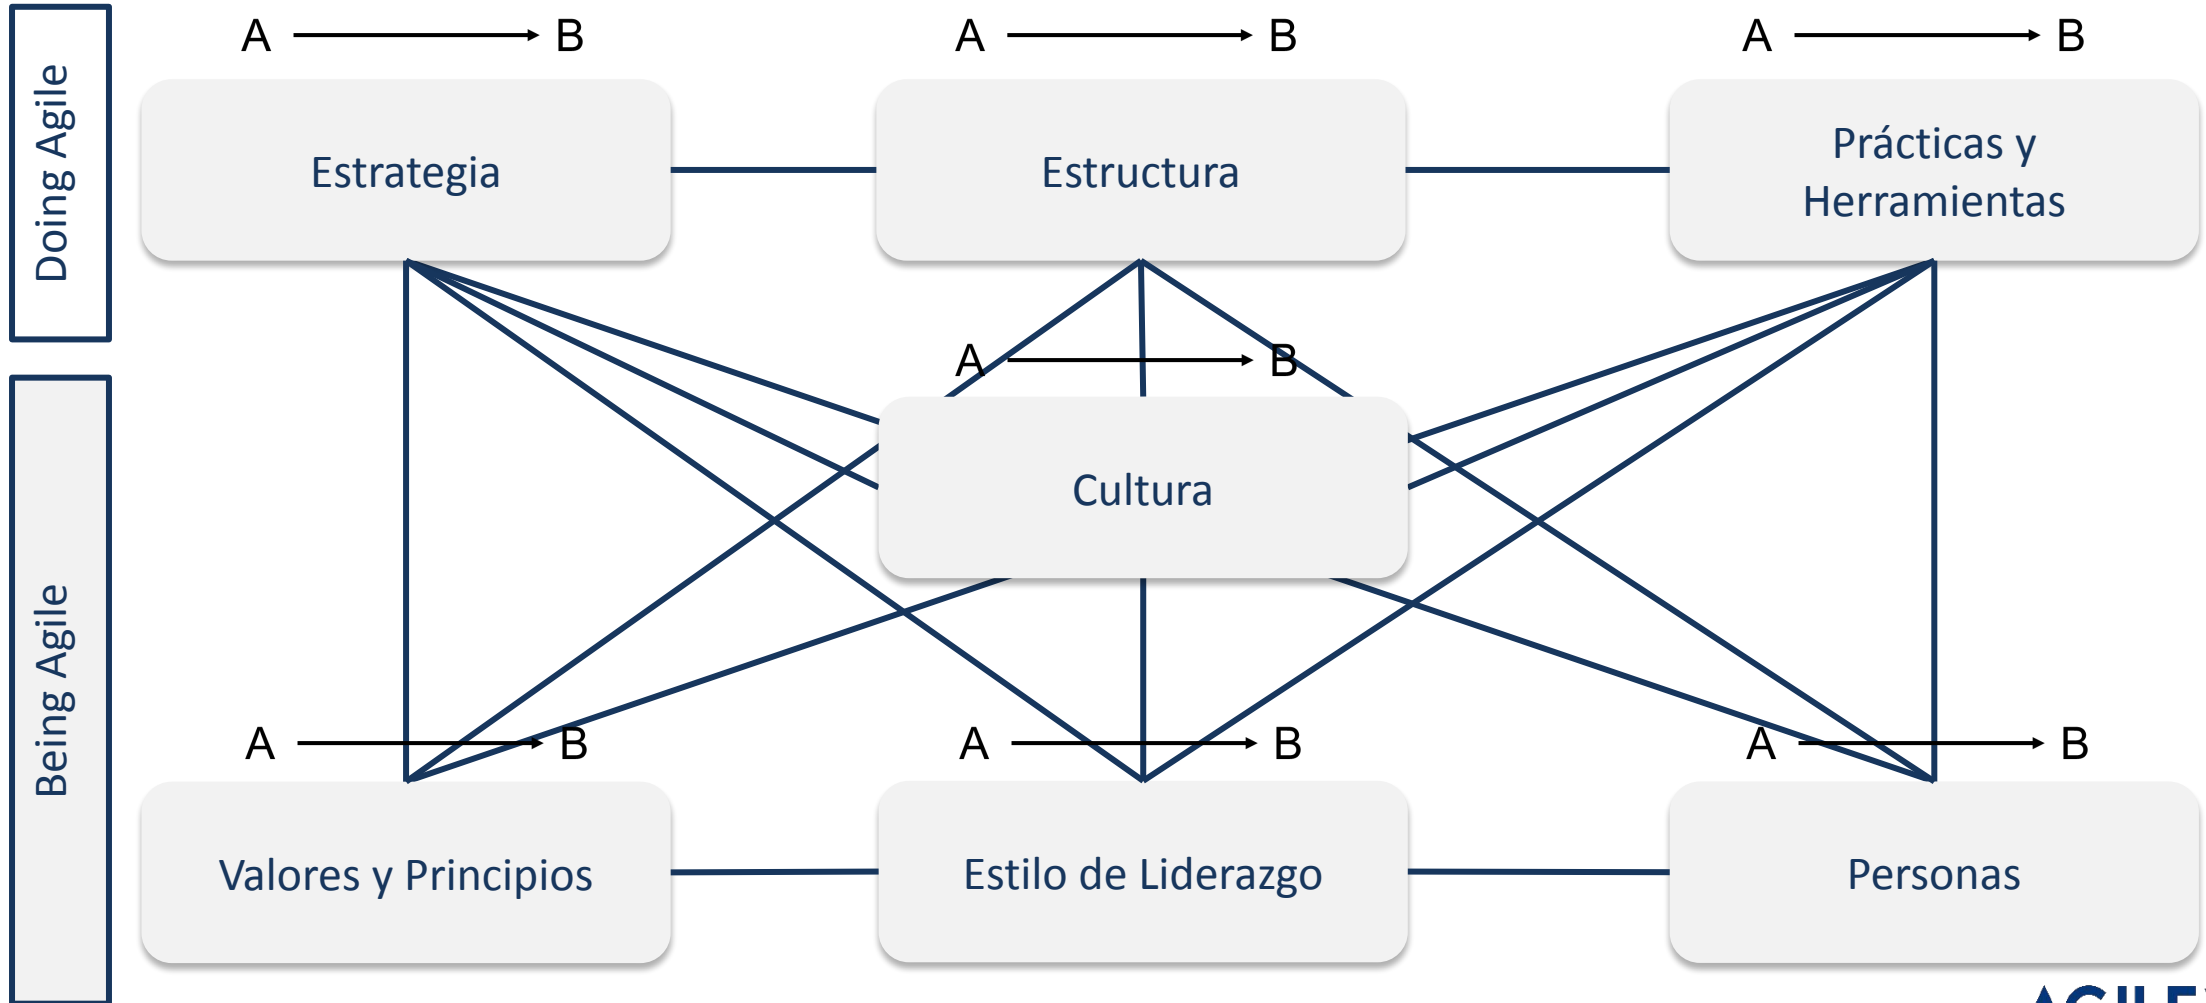 Doing Agile
A B
A B
A B
Estrategia
Estructura
Prácticas y
Herramientas
A B
Cultura
Being Agile
A B
A B
A B
Valores y Principios
Estilo de Liderazgo
Personas